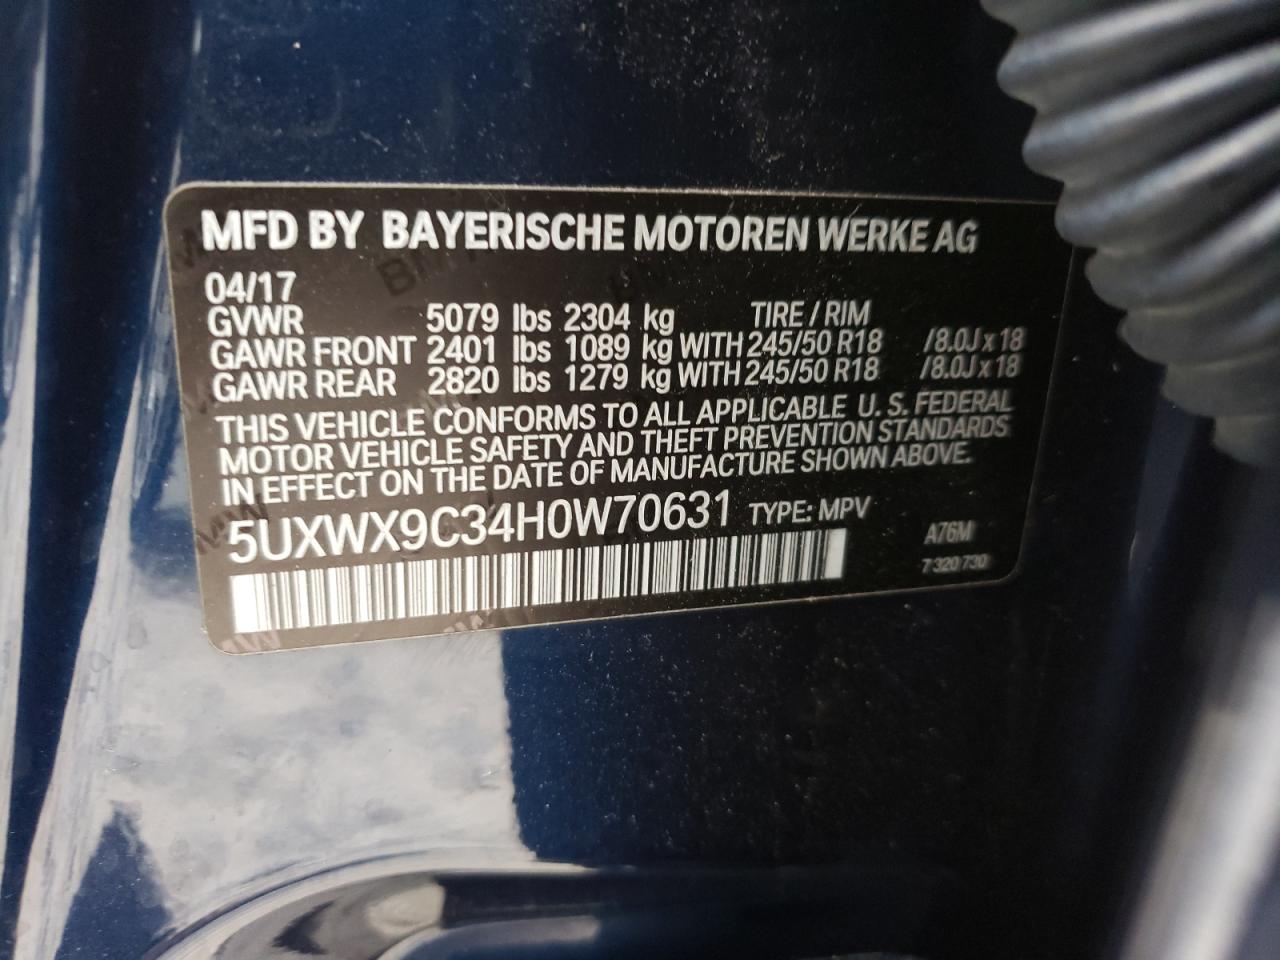 MFD BY BAYERISCHE MOTOREN WERKE AG
04/17
GVWR 5079 lbs 2304 kg TIRE / RIM
GAWR FRONT 2401 lbs 1089 kg WITH 245/50 R18 /8.0J x 18
GAWR REAR 2820 lbs 1279 kg WITH 245/50 R18 /8.0J x 18
THIS VEHICLE CONFORMS TO ALL APPLICABLE U. S. FEDERAL
MOTOR VEHICLE SAFETY AND THEFT PREVENTION STANDARDS
IN EFFECT ON THE DATE OF MANUFACTURE SHOWN ABOVE.
5UXWX9C34H0W70631 TYPE: MPV
A76M
7 320 730